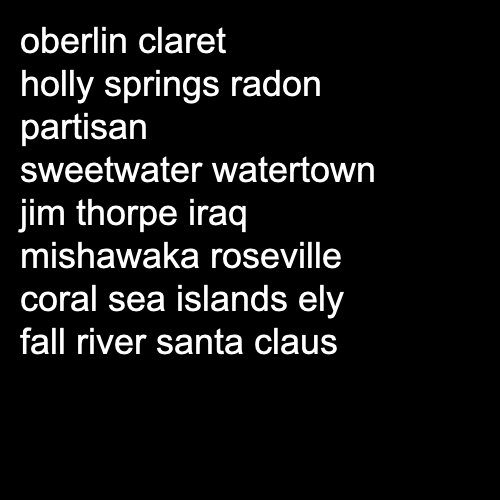 oberlin claret
holly springs radon
partisan
sweetwater watertown
jim thorpe iraq
mishawaka roseville
coral sea islands ely
fall river santa claus